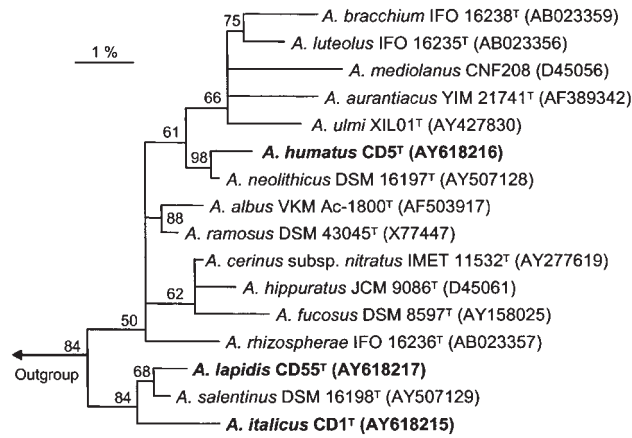 75
A. bracchium IFO 16238ᵀ (AB023359)
A. luteolus IFO 16235ᵀ (AB023356)
1 %
A. mediolanus CNF208 (D45056)
66
A. aurantiacus YIM 21741ᵀ (AF389342)
A. ulmi XIL01ᵀ (AY427830)
61
A. humatus CD5ᵀ (AY618216)
98
A. neolithicus DSM 16197ᵀ (AY507128)
A. albus VKM Ac-1800ᵀ (AF503917)
88
A. ramosus DSM 43045ᵀ (X77447)
A. cerinus subsp. nitratus IMET 11532ᵀ (AY277619)
62
A. hippuratus JCM 9086ᵀ (D45061)
A. fucosus DSM 8597ᵀ (AY158025)
50
A. rhizospherae IFO 16236ᵀ (AB023357)
84
Outgroup
68
A. lapidis CD55ᵀ (AY618217)
84
A. salentinus DSM 16198ᵀ (AY507129)
A. italicus CD1ᵀ (AY618215)